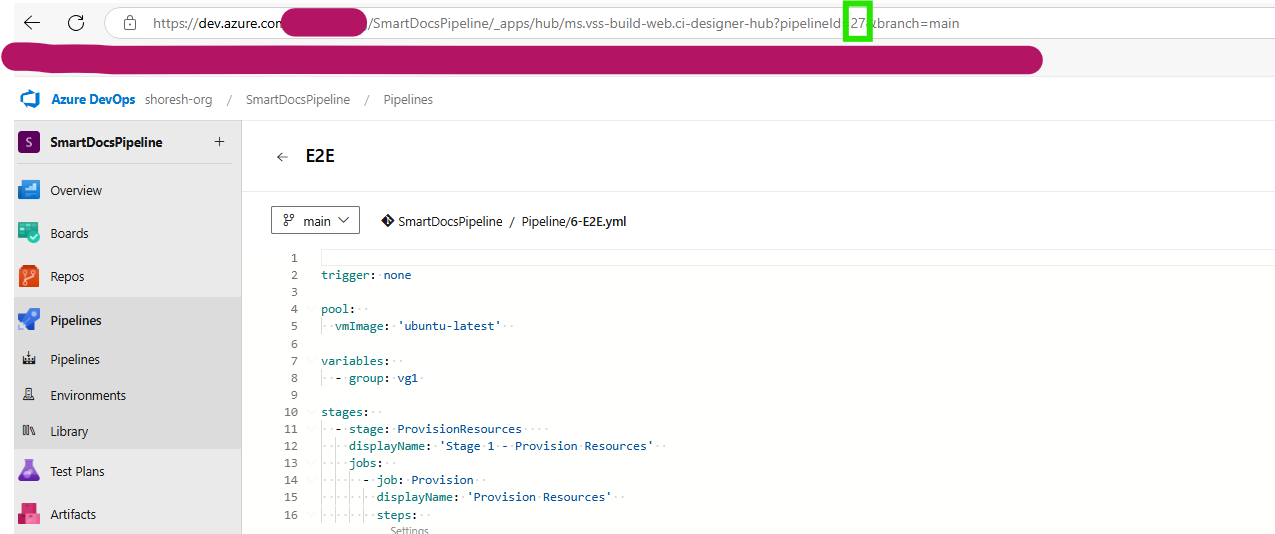 https://dev.azure.com /SmartDocsPipeline/_apps/hub/ms.vss-build-web.ci-designer-hub?pipelineId=27&branch=main
Azure DevOps shoresh-org / SmartDocsPipeline / Pipelines
S SmartDocsPipeline +
Overview
Boards
Repos
Pipelines
Pipelines
Environments
Library
Test Plans
Artifacts
← E2E
main SmartDocsPipeline / Pipeline/6-E2E.yml
1
2 trigger: none
3
4 pool:
5 vmImage: 'ubuntu-latest'
6
7 variables:
8 - group: vg1
9
10 stages:
11 - stage: ProvisionResources
12 displayName: 'Stage 1 - Provision Resources'
13 jobs:
14 - job: Provision
15 displayName: 'Provision Resources'
16 steps:
Settings